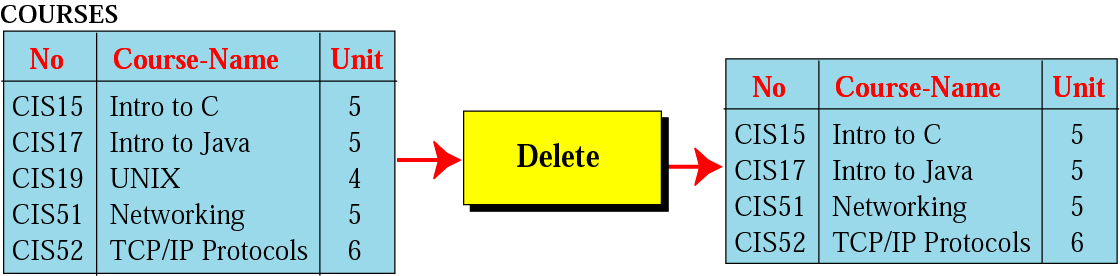 COURSES
No Course-Name Unit
CIS15 Intro to C 5
CIS17 Intro to Java 5
CIS19 UNIX 4
CIS51 Networking 5
CIS52 TCP/IP Protocols 6
Delete
No Course-Name Unit
CIS15 Intro to C 5
CIS17 Intro to Java 5
CIS51 Networking 5
CIS52 TCP/IP Protocols 6